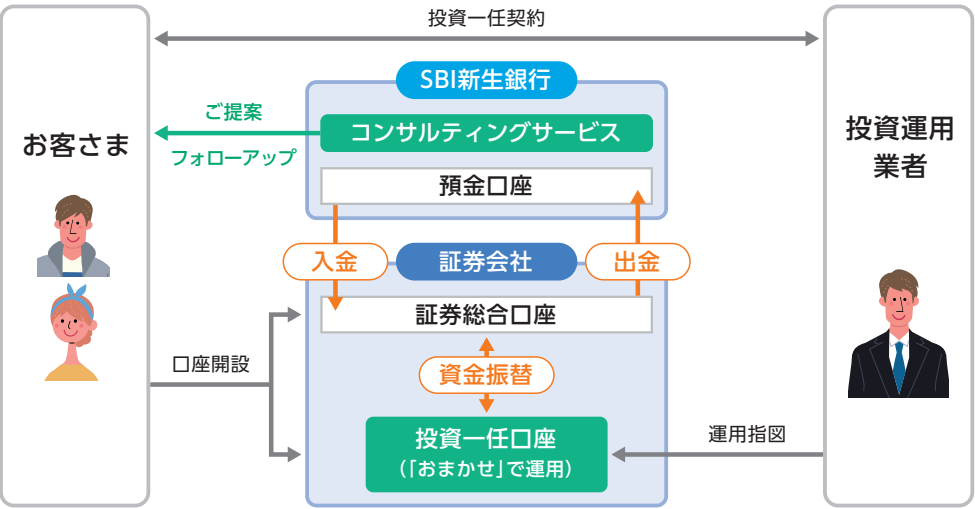 投資一任契約
SBI新生銀行
ご提案
コンサルティングサービス
フォローアップ
お客さま
投資運用
業者
預金口座
入金
証券会社
出金
証券総合口座
口座開設
資金振替
投資一任口座
(「おまかせ」で運用)
運用指図